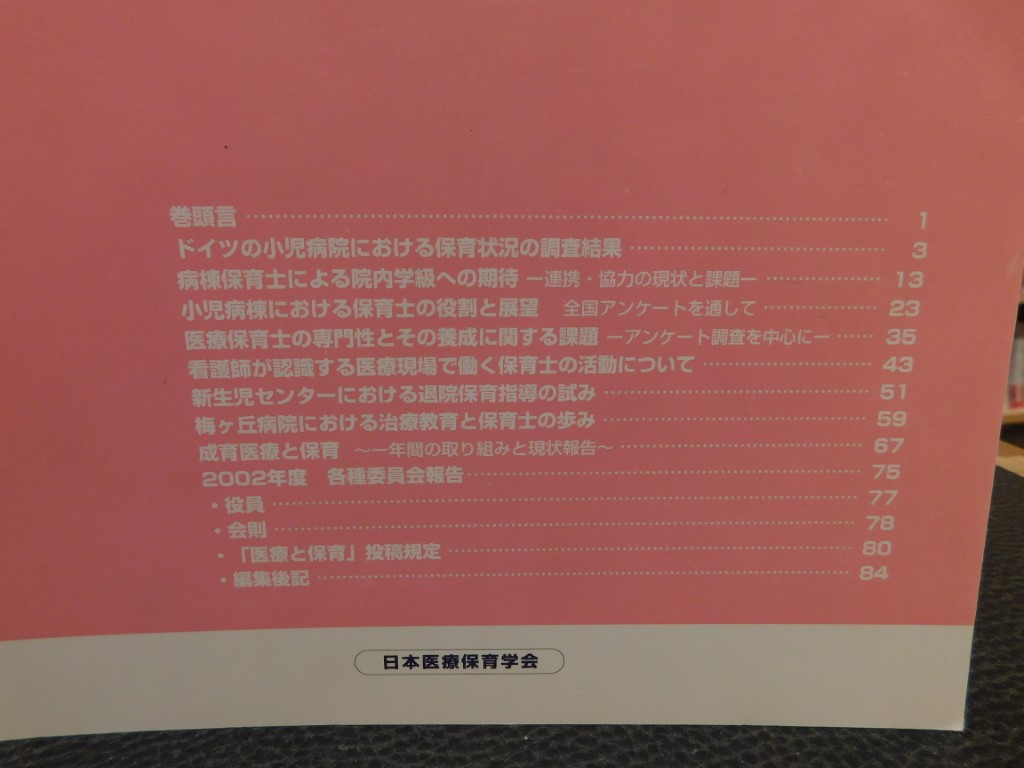 巻頭言 …… 1
ドイツの小児病院における保育状況の調査結果 …… 3
病棟保育士による院内学級への期待 ー連携・協力の現状と課題ー …… 13
小児病棟における保育士の役割と展望　全国アンケートを通して …… 23
医療保育士の専門性とその養成に関する課題 ーアンケート調査を中心にー …… 35
看護師が認識する医療現場で働く保育士の活動について …… 43
新生児センターにおける退院保育指導の試み …… 51
梅ヶ丘病院における治療教育と保育士の歩み …… 59
成育医療と保育　～一年間の取り組みと現状報告～ …… 67
2002年度　各種委員会報告 …… 75
・役員 …… 77
・会則 …… 78
・「医療と保育」投稿規定 …… 80
・編集後記 …… 84
日本医療保育学会